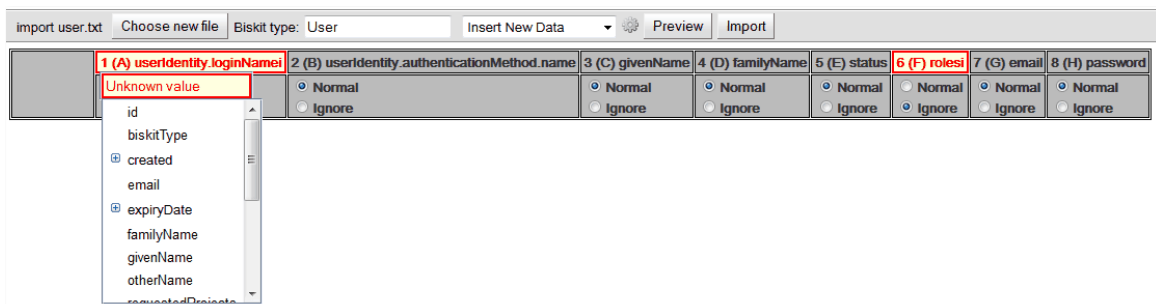 import user.txt Choose new file Biskit type: User Insert New Data Preview Import
1 (A) userIdentity.loginNamei 2 (B) userIdentity.authenticationMethod.name 3 (C) givenName 4 (D) familyName 5 (E) status 6 (F) rolesi 7 (G) email 8 (H) password
Unknown value Normal Normal Normal Normal Normal Normal Normal
Ignore Ignore Ignore Ignore Ignore Ignore Ignore
id
biskitType
created
email
expiryDate
familyName
givenName
otherName
requestedProjects